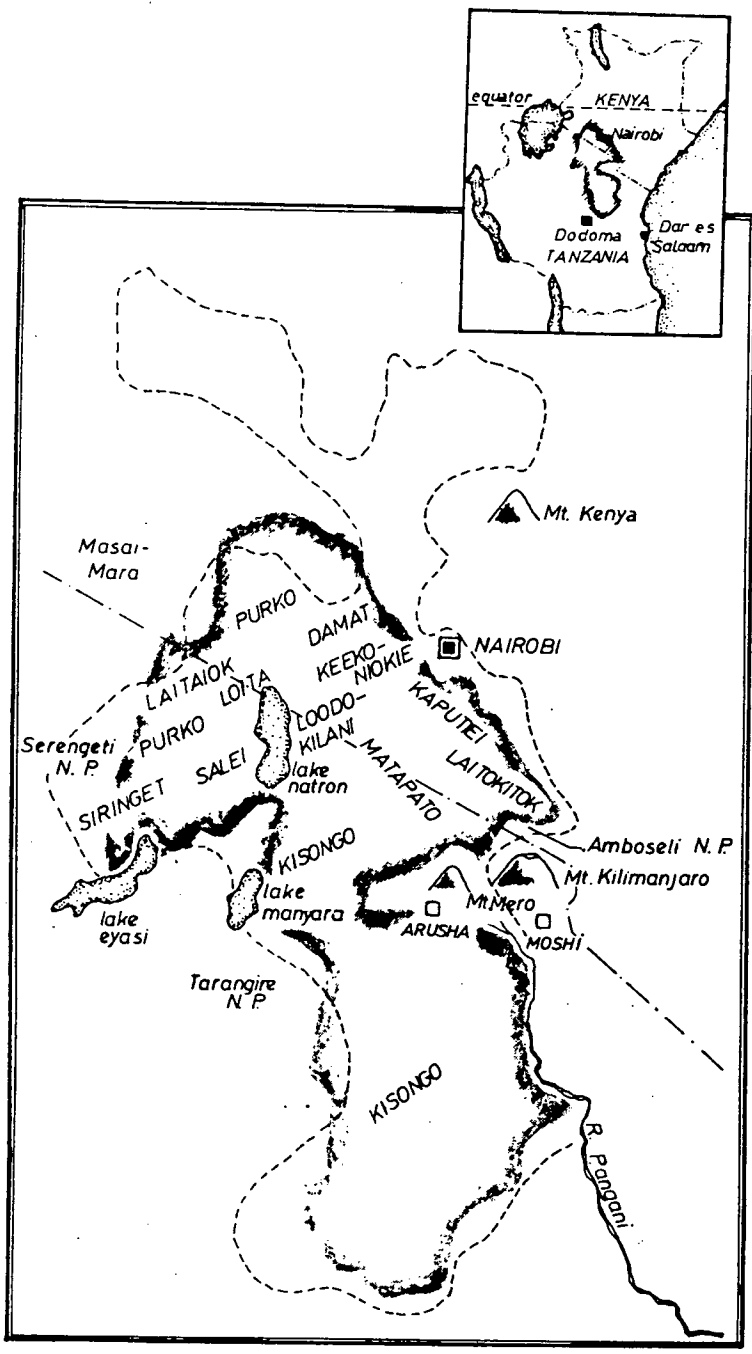 equator
KENYA
Nairobi
Dodoma
TANZANIA
Dar es
Salaam
Mt. Kenya
Masai-
Mara
PURKO
DAMAT
NAIROBI
KEEKO-
NIOKIE
LAITAIOK
LOITA
LOODO-
KILANI
KAPUTEI
PURKO
Serengeti
N.P.
SALEI
lake
natron
MATAPATO
LAITOKITOK
SIRINGET
KISONGO
Amboseli N.P.
Mt. Kilimanjaro
lake
eyasi
lake
manyara
Mt Mero
ARUSHA
MOSHI
Tarangire
N.P.
KISONGO
R. Pangani